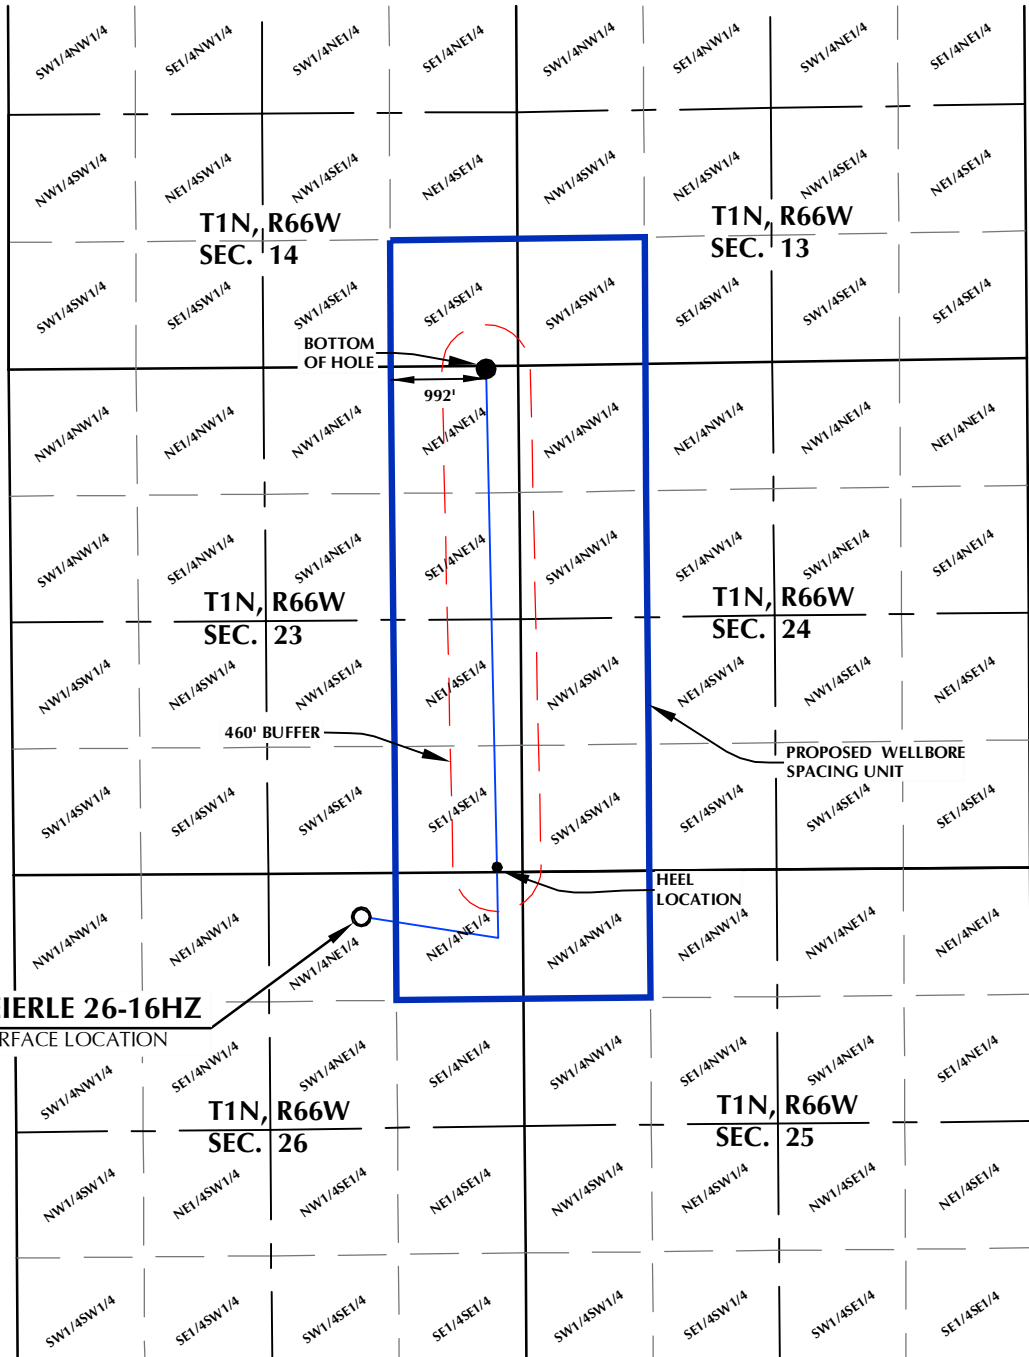 SW1/4NW1/4 SE1/4NW1/4 SW1/4NE1/4 SE1/4NE1/4 SW1/4NW1/4 SE1/4NW1/4 SW1/4NE1/4 SE1/4NE1/4
NW1/4SW1/4 NE1/4SW1/4 NW1/4SE1/4 NE1/4SE1/4 NW1/4SW1/4 NE1/4SW1/4 NW1/4SE1/4 NE1/4SE1/4
T1N, R66W
SEC. 14
T1N, R66W
SEC. 13
SW1/4SW1/4 SE1/4SW1/4 SW1/4SE1/4 SE1/4SE1/4 SW1/4SW1/4 SE1/4SW1/4 SW1/4SE1/4 SE1/4SE1/4
BOTTOM
OF HOLE
992'
NW1/4NW1/4 NE1/4NW1/4 NW1/4NE1/4 NE1/4NE1/4 NW1/4NW1/4 NE1/4NW1/4 NW1/4NE1/4 NE1/4NE1/4
SW1/4NW1/4 SE1/4NW1/4 SW1/4NE1/4 SE1/4NE1/4 SW1/4NW1/4 SE1/4NW1/4 SW1/4NE1/4 SE1/4NE1/4
T1N, R66W
SEC. 23
T1N, R66W
SEC. 24
NW1/4SW1/4 NE1/4SW1/4 NW1/4SE1/4 NE1/4SE1/4 NW1/4SW1/4 NE1/4SW1/4 NW1/4SE1/4 NE1/4SE1/4
460' BUFFER
PROPOSED WELLBORE
SPACING UNIT
SW1/4SW1/4 SE1/4SW1/4 SW1/4SE1/4 SE1/4SE1/4 SW1/4SW1/4 SE1/4SW1/4 SW1/4SE1/4 SE1/4SE1/4
HEEL
LOCATION
NW1/4NW1/4 NE1/4NW1/4 NW1/4NE1/4 NE1/4NE1/4 NW1/4NW1/4 NE1/4NW1/4 NW1/4NE1/4 NE1/4NE1/4
IERLE 26-16HZ
RFACE LOCATION
SW1/4NW1/4 SE1/4NW1/4 SW1/4NE1/4 SE1/4NE1/4 SW1/4NW1/4 SE1/4NW1/4 SW1/4NE1/4 SE1/4NE1/4
T1N, R66W
SEC. 26
T1N, R66W
SEC. 25
NW1/4SW1/4 NE1/4SW1/4 NW1/4SE1/4 NE1/4SE1/4 NW1/4SW1/4 NE1/4SW1/4 NW1/4SE1/4 NE1/4SE1/4
SW1/4SW1/4 SE1/4SW1/4 SW1/4SE1/4 SE1/4SE1/4 SW1/4SW1/4 SE1/4SW1/4 SW1/4SE1/4 SE1/4SE1/4